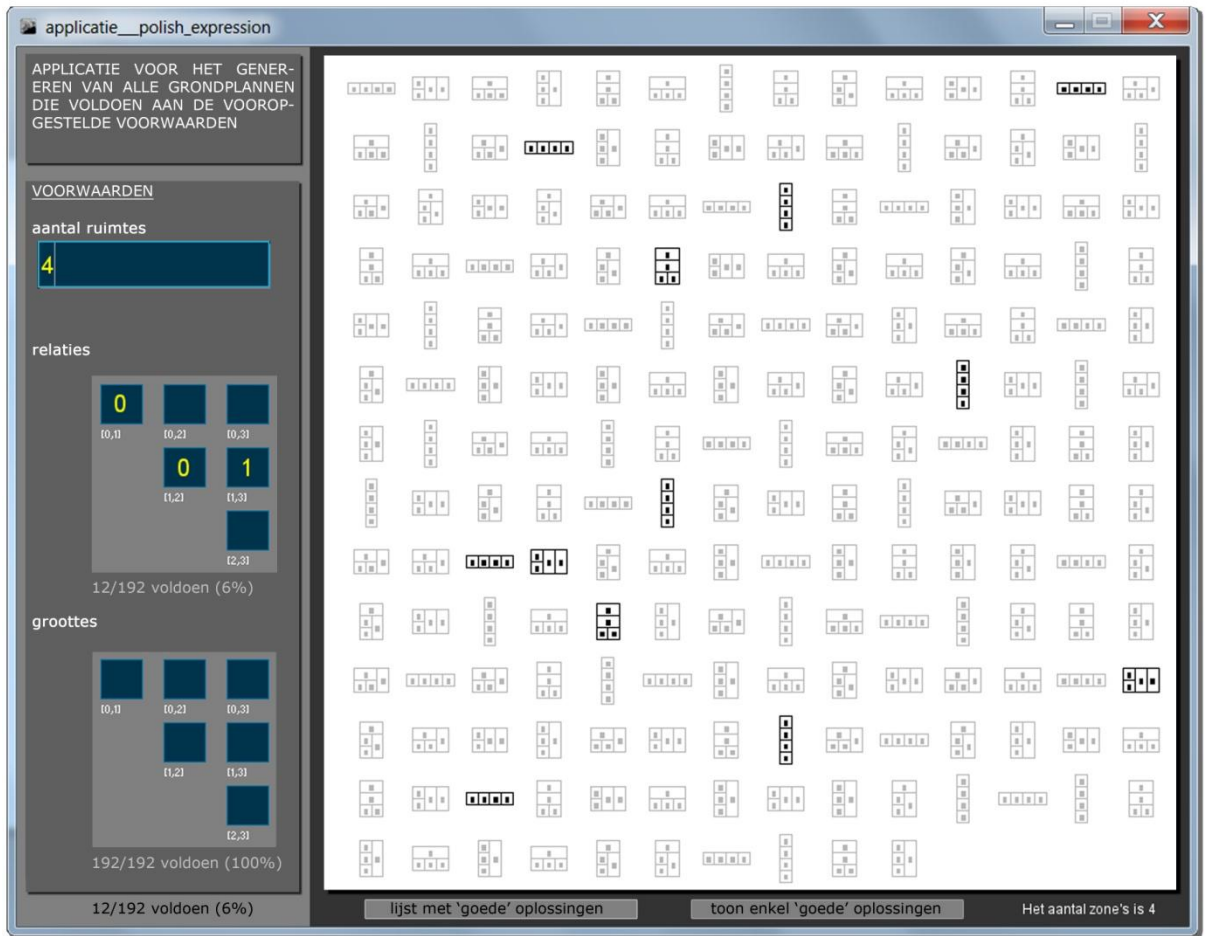 applicatie__polish_expression
APPLICATIE VOOR HET GENER-
EREN VAN ALLE GRONDPLANNEN
DIE VOLDOEN AAN DE VOOROP-
GESTELDE VOORWAARDEN
VOORWAARDEN
aantal ruimtes
4
relaties
0
[0,1] [0,2] [0,3]
0 1
[1,2] [1,3]
[2,3]
12/192 voldoen (6%)
groottes
[0,1] [0,2] [0,3]
[1,2] [1,3]
[2,3]
192/192 voldoen (100%)
12/192 voldoen (6%)
lijst met 'goede' oplossingen
toon enkel 'goede' oplossingen
Het aantal zone's is 4